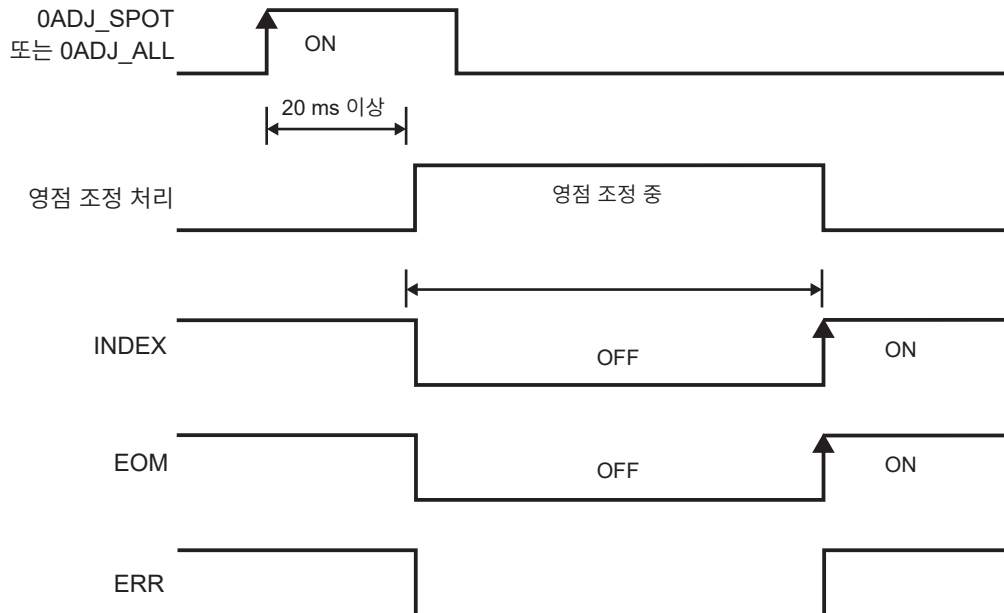 0ADJ_SPOT
또는 0ADJ_ALL
ON
20 ms 이상
영점 조정 처리
영점 조정 중
INDEX
OFF
ON
EOM
OFF
ON
ERR